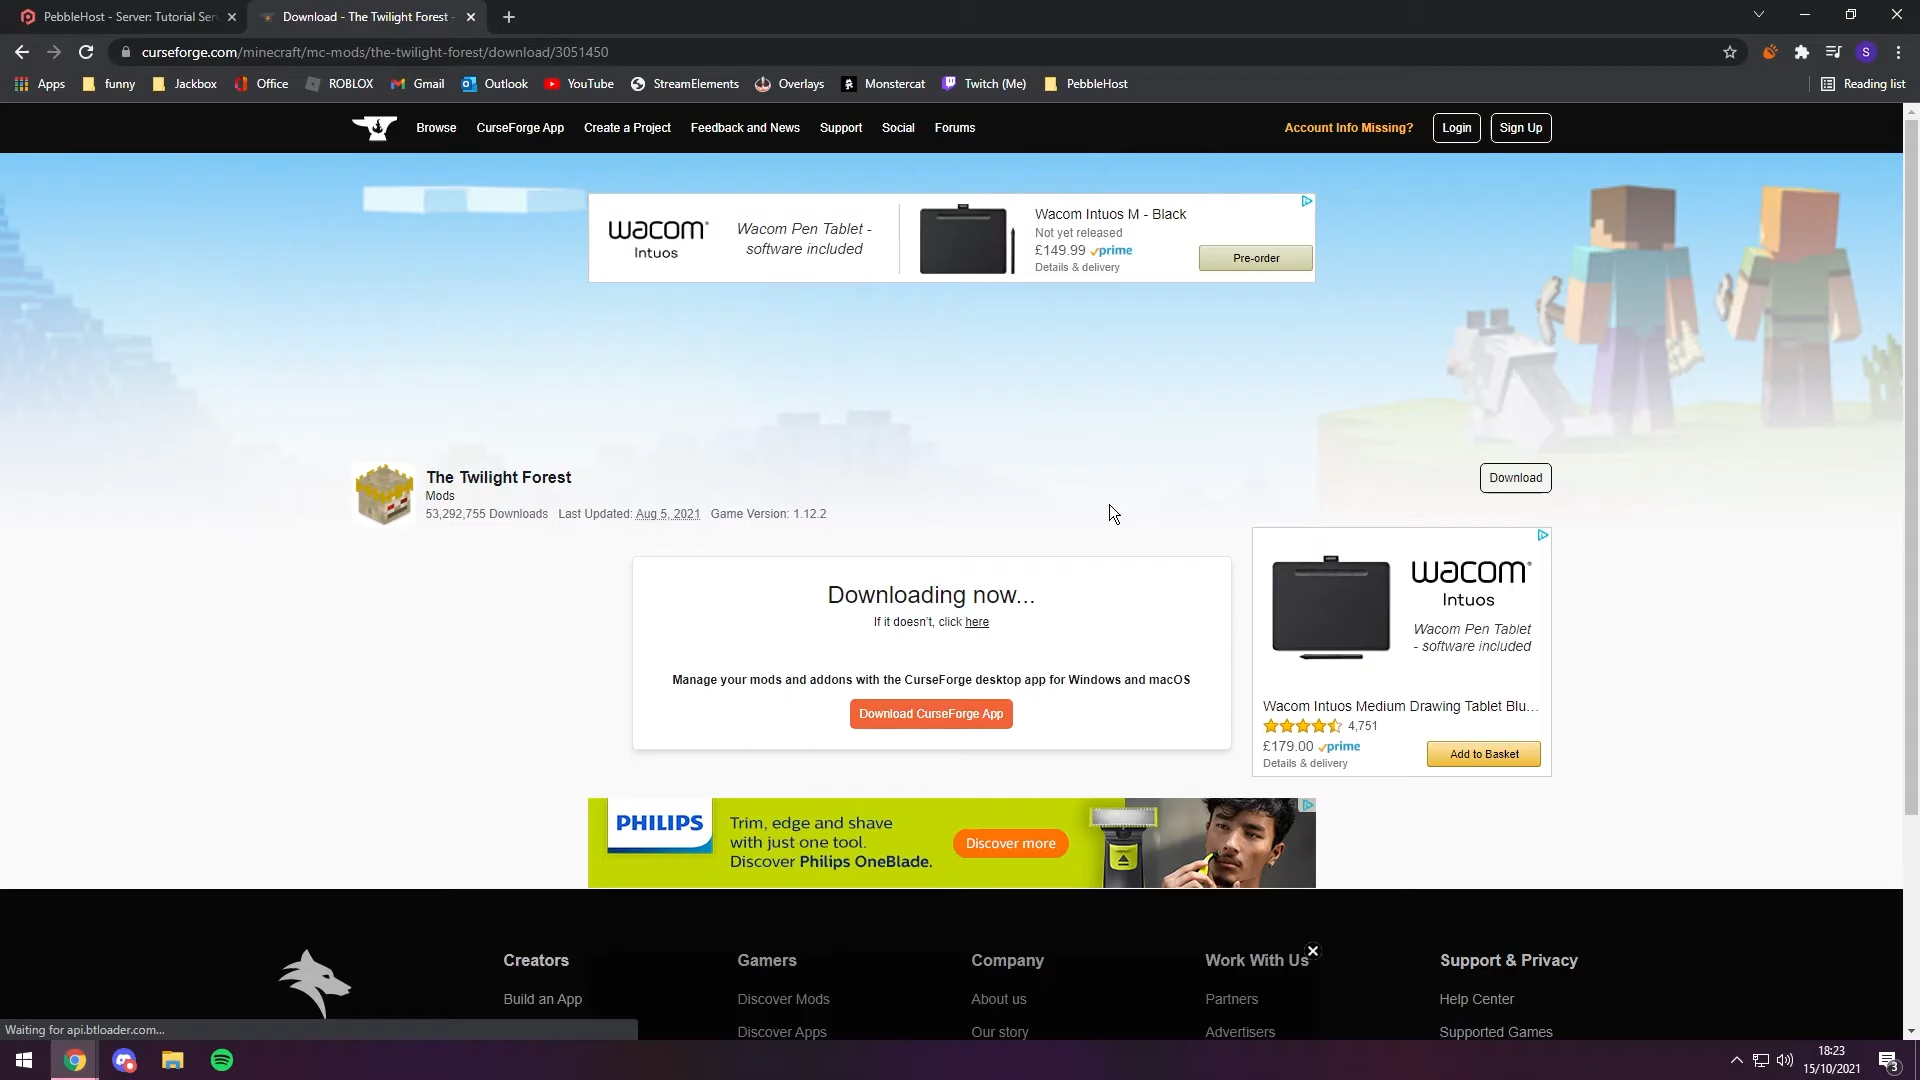 PebbleHost - Server: Tutorial Ser
Download - The Twilight Forest -
curseforge.com/minecraft/mc-mods/the-twilight-forest/download/3051450
S
Apps
funny
Jackbox
Office
ROBLOX
Gmail
Outlook
YouTube
StreamElements
Overlays
Monstercat
Twitch (Me)
PebbleHost
Reading list
Browse
CurseForge App
Create a Project
Feedback and News
Support
Social
Forums
Account Info Missing?
Login
Sign Up
wacom®
Intuos
Wacom Pen Tablet -
software included
Wacom Intuos M - Black
Not yet released
£149.99 prime
Details & delivery
Pre-order
The Twilight Forest
Mods
53,292,755 Downloads Last Updated: Aug 5, 2021 Game Version: 1.12.2
Download
Downloading now...
If it doesn't, click here
Manage your mods and addons with the CurseForge desktop app for Windows and macOS
Download CurseForge App
wacom®
Intuos
Wacom Pen Tablet
- software included
Wacom Intuos Medium Drawing Tablet Blu...
4,751
£179.00 prime
Details & delivery
Add to Basket
PHILIPS
Trim, edge and shave
with just one tool.
Discover Philips OneBlade.
Discover more
Creators
Gamers
Company
Work With Us
Support & Privacy
Build an App
Discover Mods
About us
Partners
Help Center
Discover Apps
Our story
Advertisers
Supported Games
Waiting for api.btloader.com...
18:23
15/10/2021
3